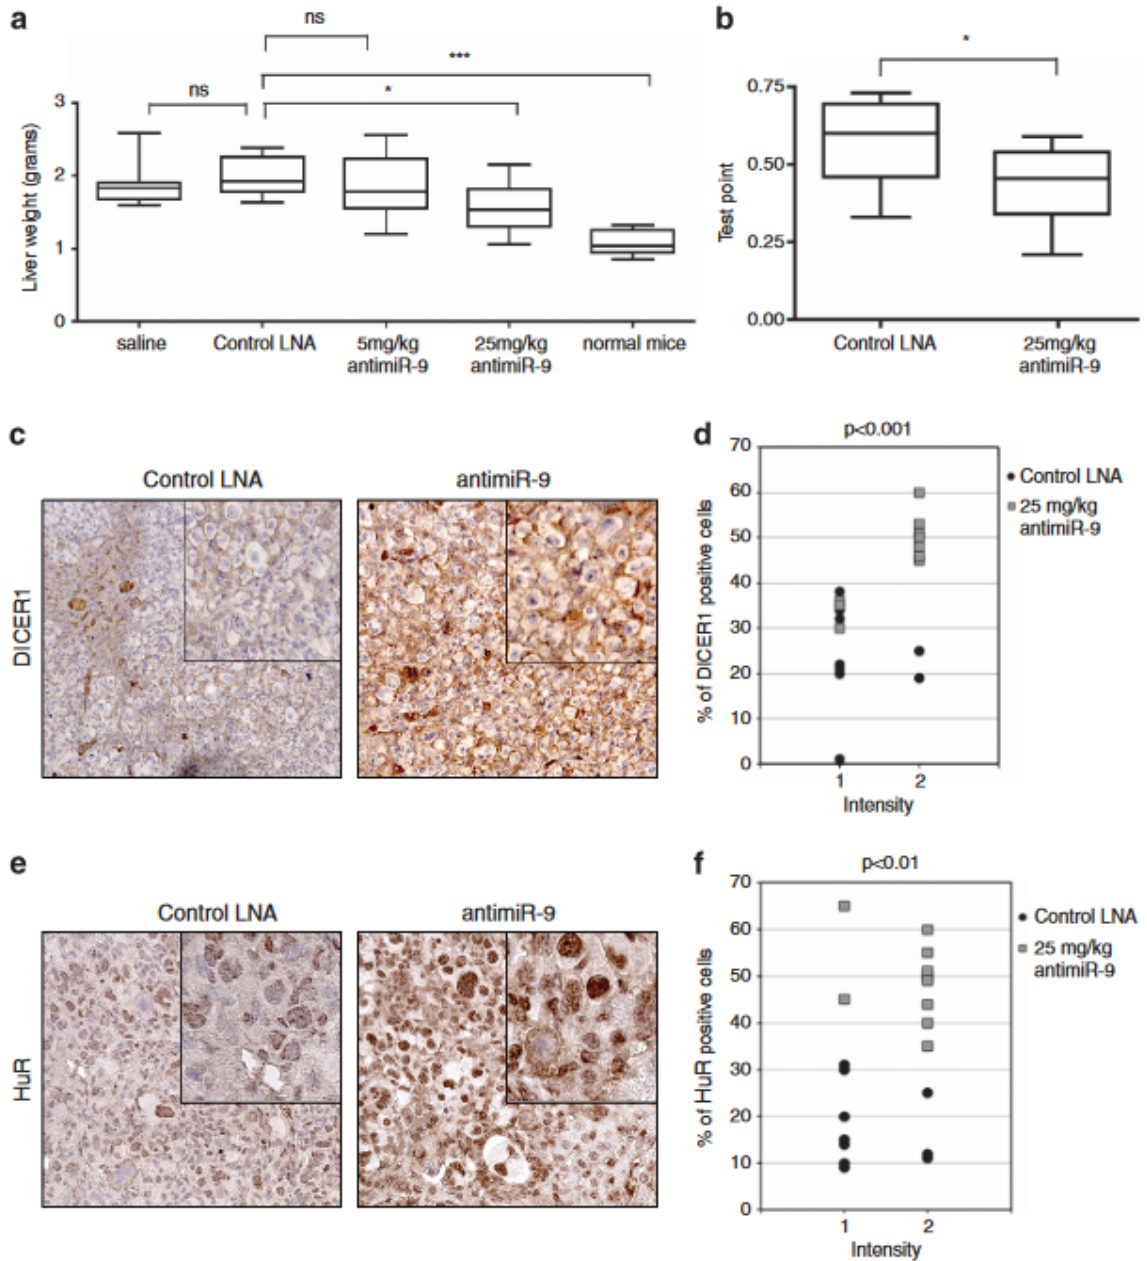 a
ns
***
ns
*
3
2
1
0
Liver weight (grams)
saline
Control LNA
5mg/kg
antimiR-9
25mg/kg
antimiR-9
normal mice
b
*
0.75
0.50
0.25
0.00
Test point
Control LNA
25mg/kg
antimiR-9
c
Control LNA
antimiR-9
DICER1
d
p<0.001
70
60
50
40
30
20
10
0
% of DICER1 positive cells
1
2
Intensity
Control LNA
25 mg/kg
antimiR-9
e
Control LNA
antimiR-9
HuR
f
p<0.01
70
60
50
40
30
20
10
0
% of HuR positive cells
1
2
Intensity
Control LNA
25 mg/kg
antimiR-9